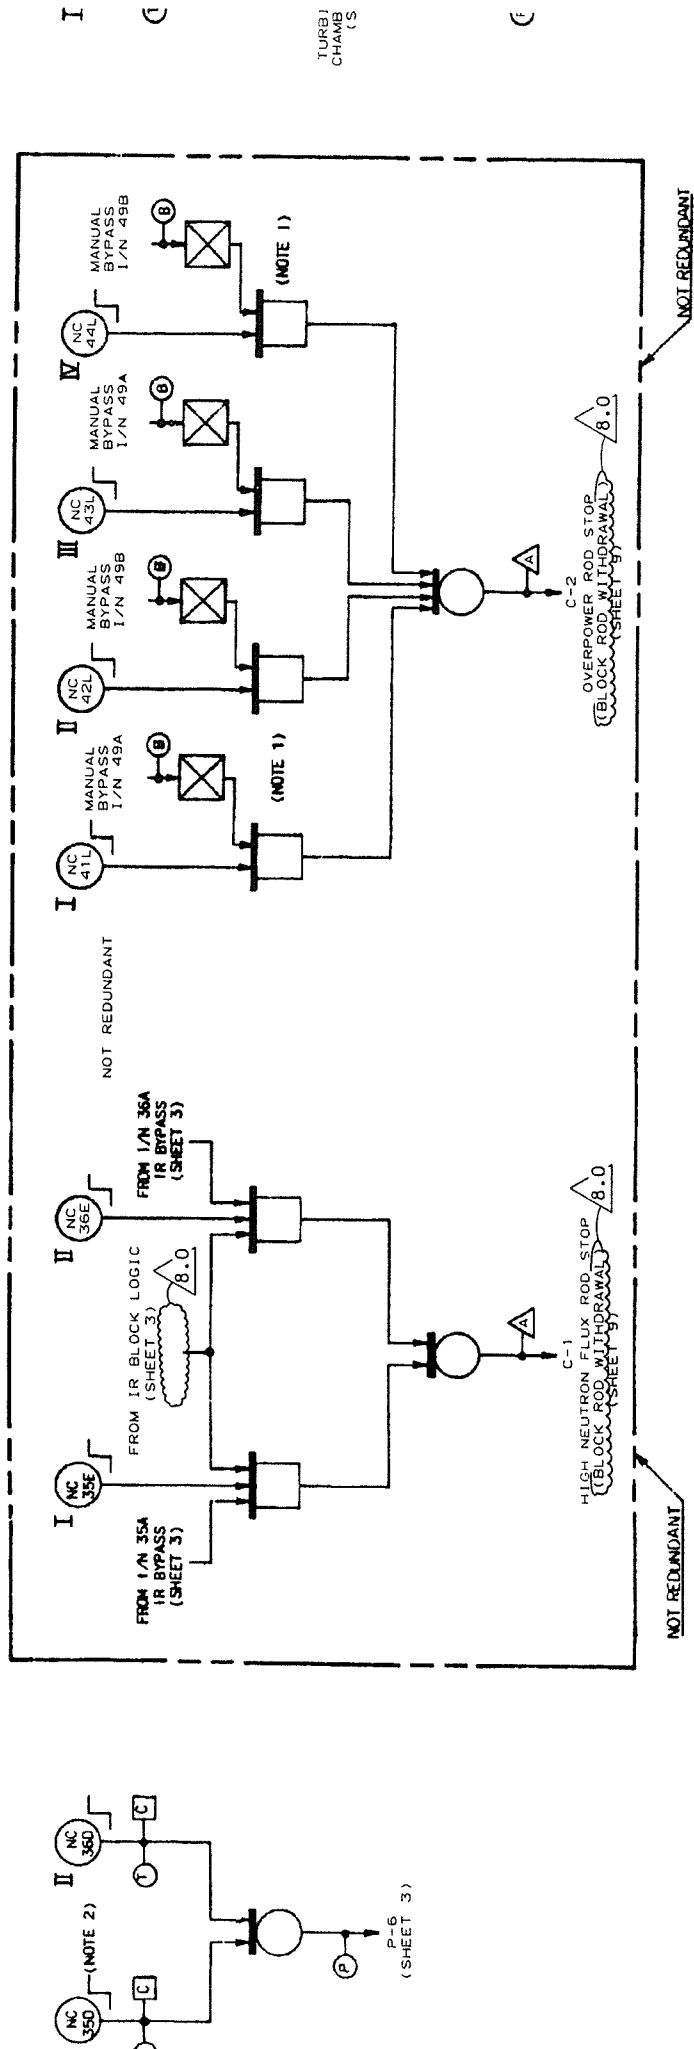 NC
35D
(NOTE 2)
C
II
NC
36D
T
C
P
P-6
(SHEET 3)
NOT REDUNDANT
I
NC
35E
FROM I/N 35A
IR BYPASS
(SHEET 3)
FROM IR BLOCK LOGIC
(SHEET 3)
8.0
II
NC
36E
FROM I/N 36A
IR BYPASS
(SHEET 3)
A
C-1
HIGH NEUTRON FLUX ROD STOP
(BLOCK ROD WITHDRAWAL)
(SHEET 9)
8.0
NOT REDUNDANT
I
NC
41L
MANUAL
BYPASS
I/N 49A
B
(NOTE 1)
II
NC
42L
MANUAL
BYPASS
I/N 49B
B
III
NC
43L
MANUAL
BYPASS
I/N 49A
B
IV
NC
44L
MANUAL
BYPASS
I/N 49B
B
(NOTE 1)
A
C-2
OVERPOWER ROD STOP
(BLOCK ROD WITHDRAWAL)
(SHEET 9)
8.0
NOT REDUNDANT
I
TURBI
CHAMB
(S